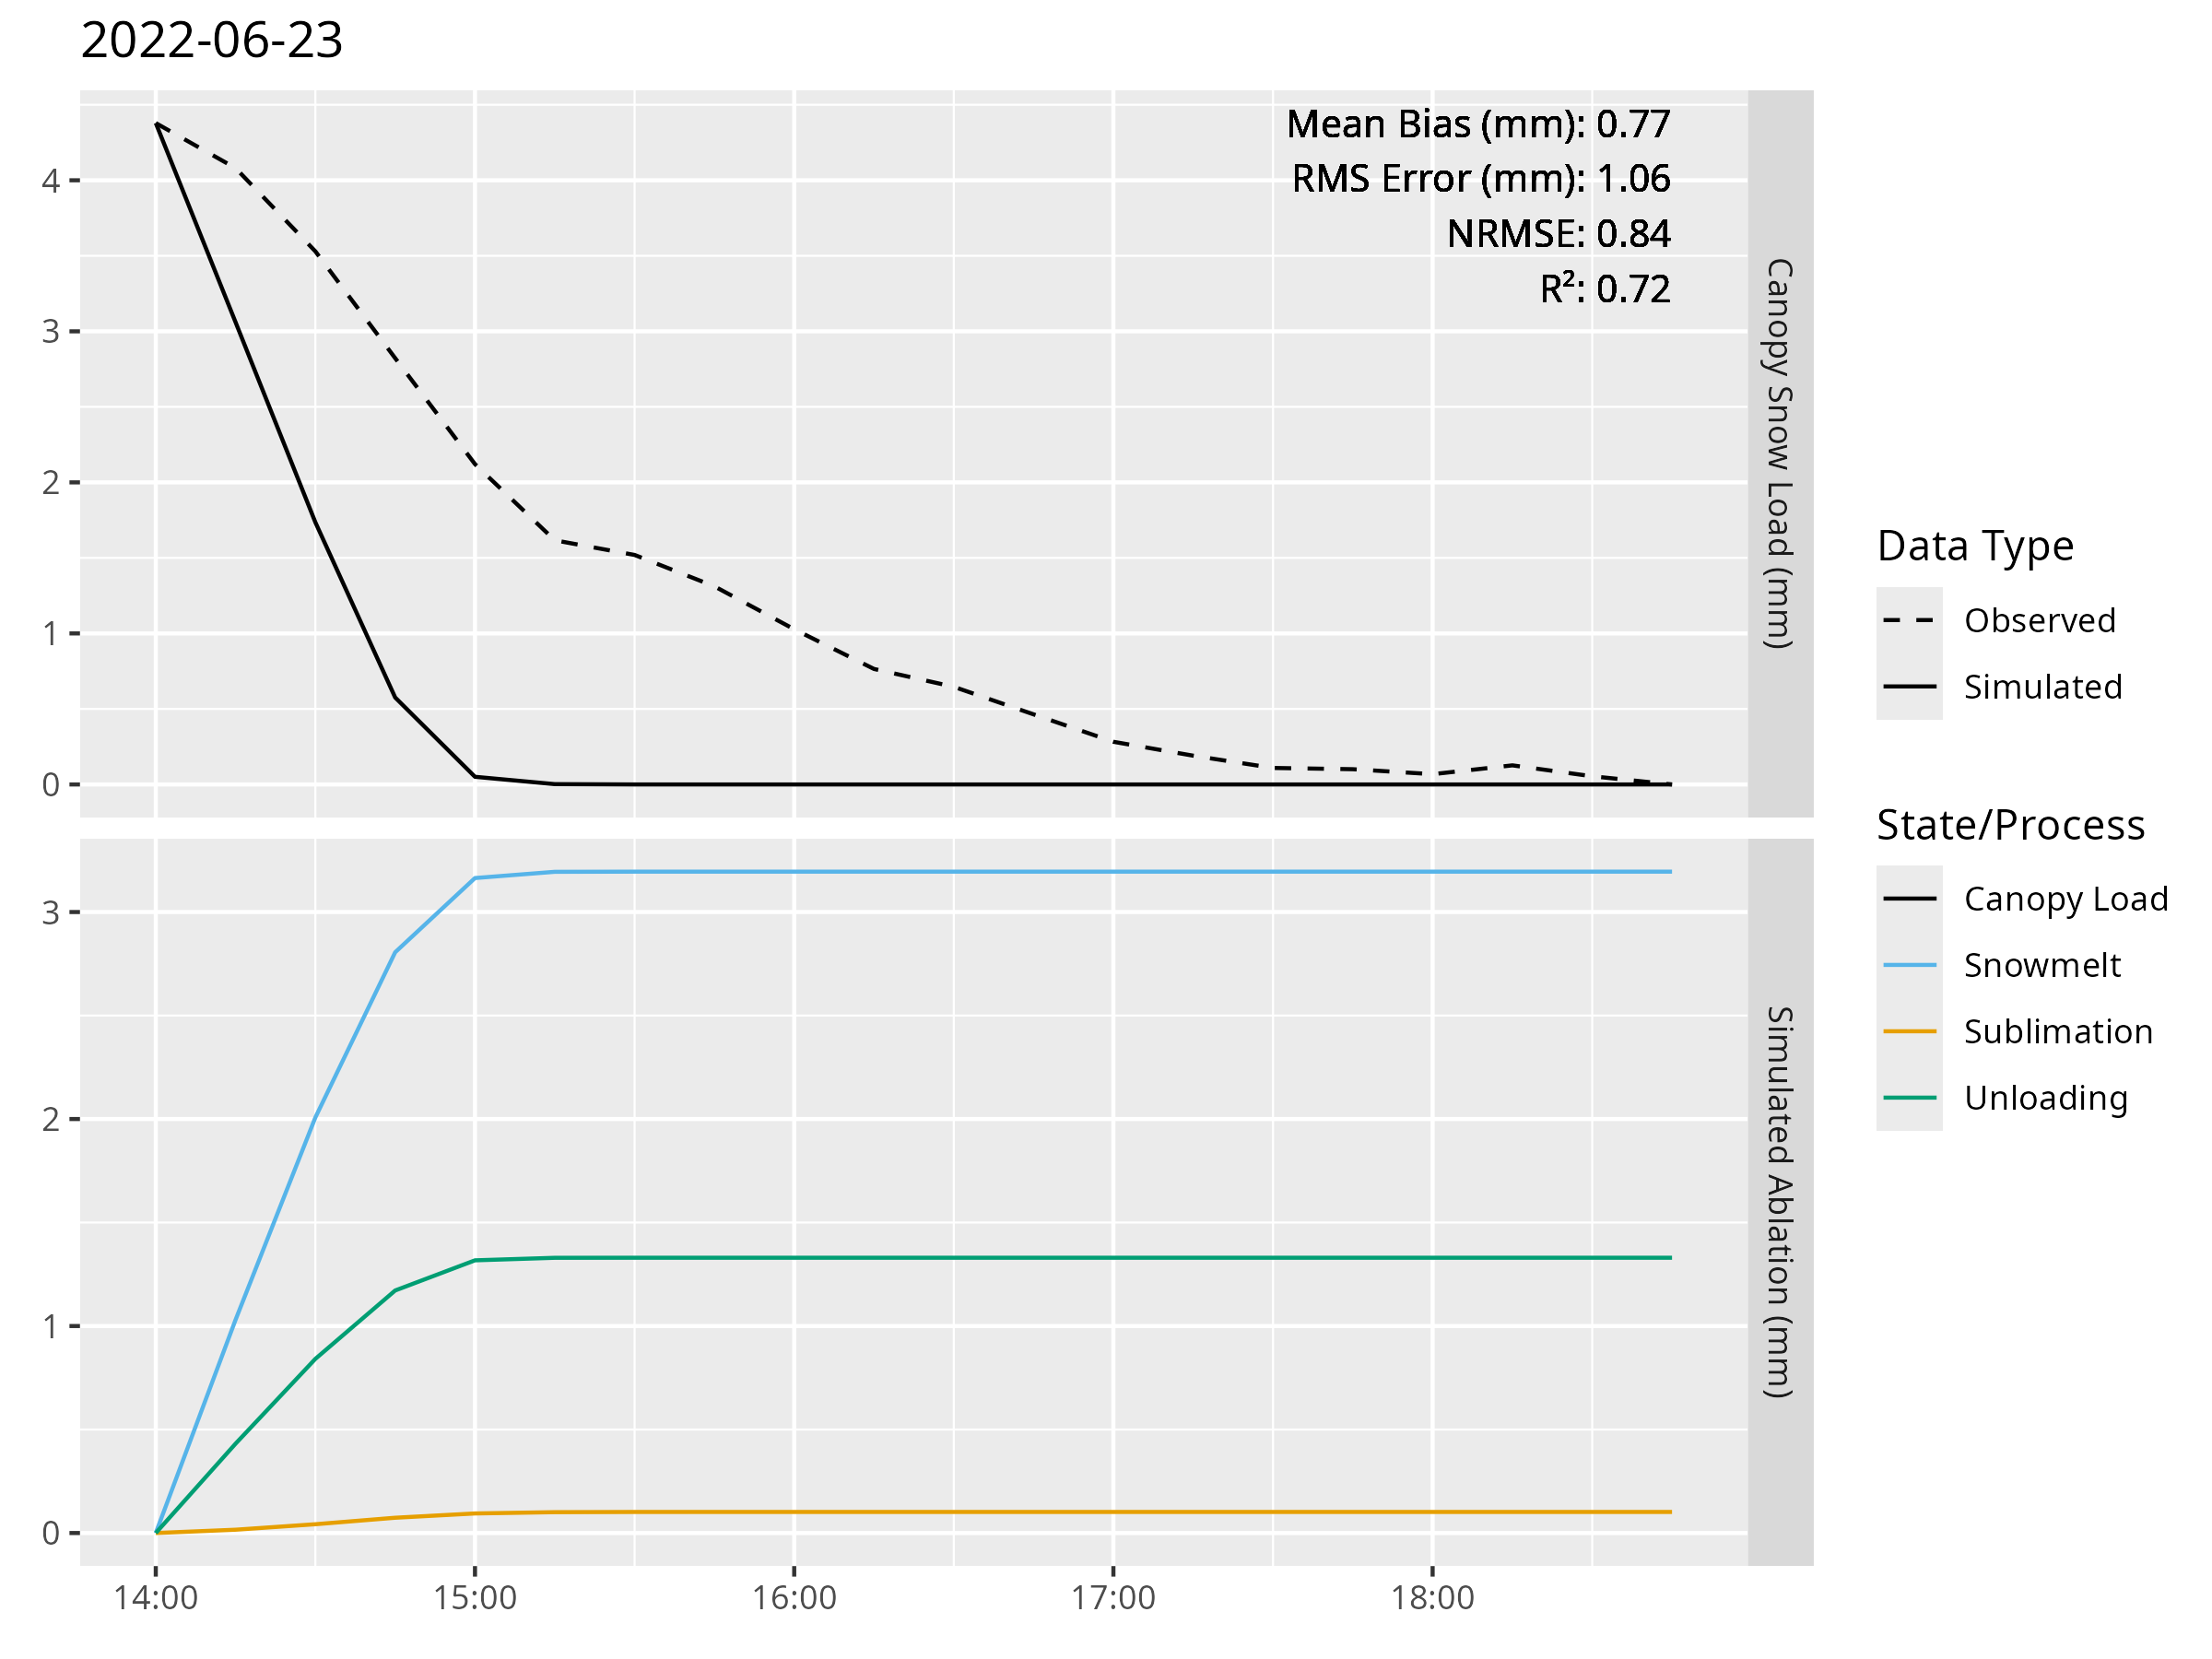 2022-06-23
Mean Bias (mm): 0.77
RMS Error (mm): 1.06
NRMSE: 0.84
R²: 0.72
4
3
2
1
0
Canopy Snow Load (mm)
3
2
1
0
Simulated Ablation (mm)
14:00 15:00 16:00 17:00 18:00
Data Type
Observed
Simulated
State/Process
Canopy Load
Snowmelt
Sublimation
Unloading